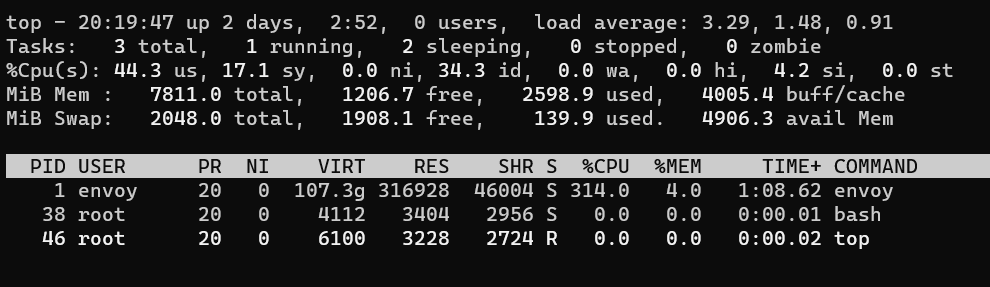 top - 20:19:47 up 2 days,  2:52,  0 users,  load average: 3.29, 1.48, 0.91
Tasks:   3 total,   1 running,   2 sleeping,   0 stopped,   0 zombie
%Cpu(s): 44.3 us, 17.1 sy,  0.0 ni, 34.3 id,  0.0 wa,  0.0 hi,  4.2 si,  0.0 st
MiB Mem :   7811.0 total,   1206.7 free,   2598.9 used,   4005.4 buff/cache
MiB Swap:   2048.0 total,   1908.1 free,    139.9 used.   4906.3 avail Mem

  PID USER      PR  NI    VIRT    RES    SHR S  %CPU  %MEM     TIME+ COMMAND
    1 envoy     20   0  107.3g 316928  46004 S 314.0   4.0   1:08.62 envoy
   38 root      20   0    4112   3404   2956 S   0.0   0.0   0:00.01 bash
   46 root      20   0    6100   3228   2724 R   0.0   0.0   0:00.02 top